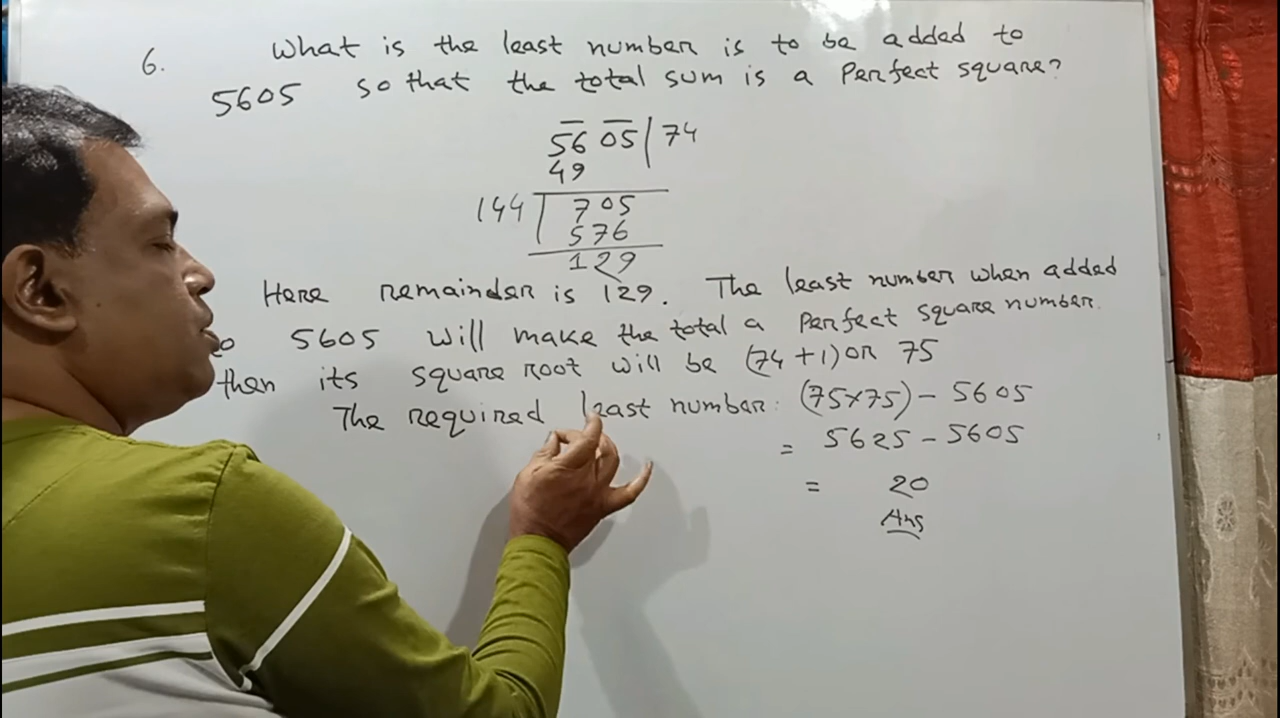 6. What is the least number is to be added to
5605 so that the total sum is a Perfect square?
56 05 | 74
49
144 | 705
576
129
Here remainder is 129. The least number when added
to 5605 will make the total a Perfect square number.
then its square root will be (74+1) or 75
The required least number: (75×75) - 5605
= 5625 - 5605
= 20
Ans